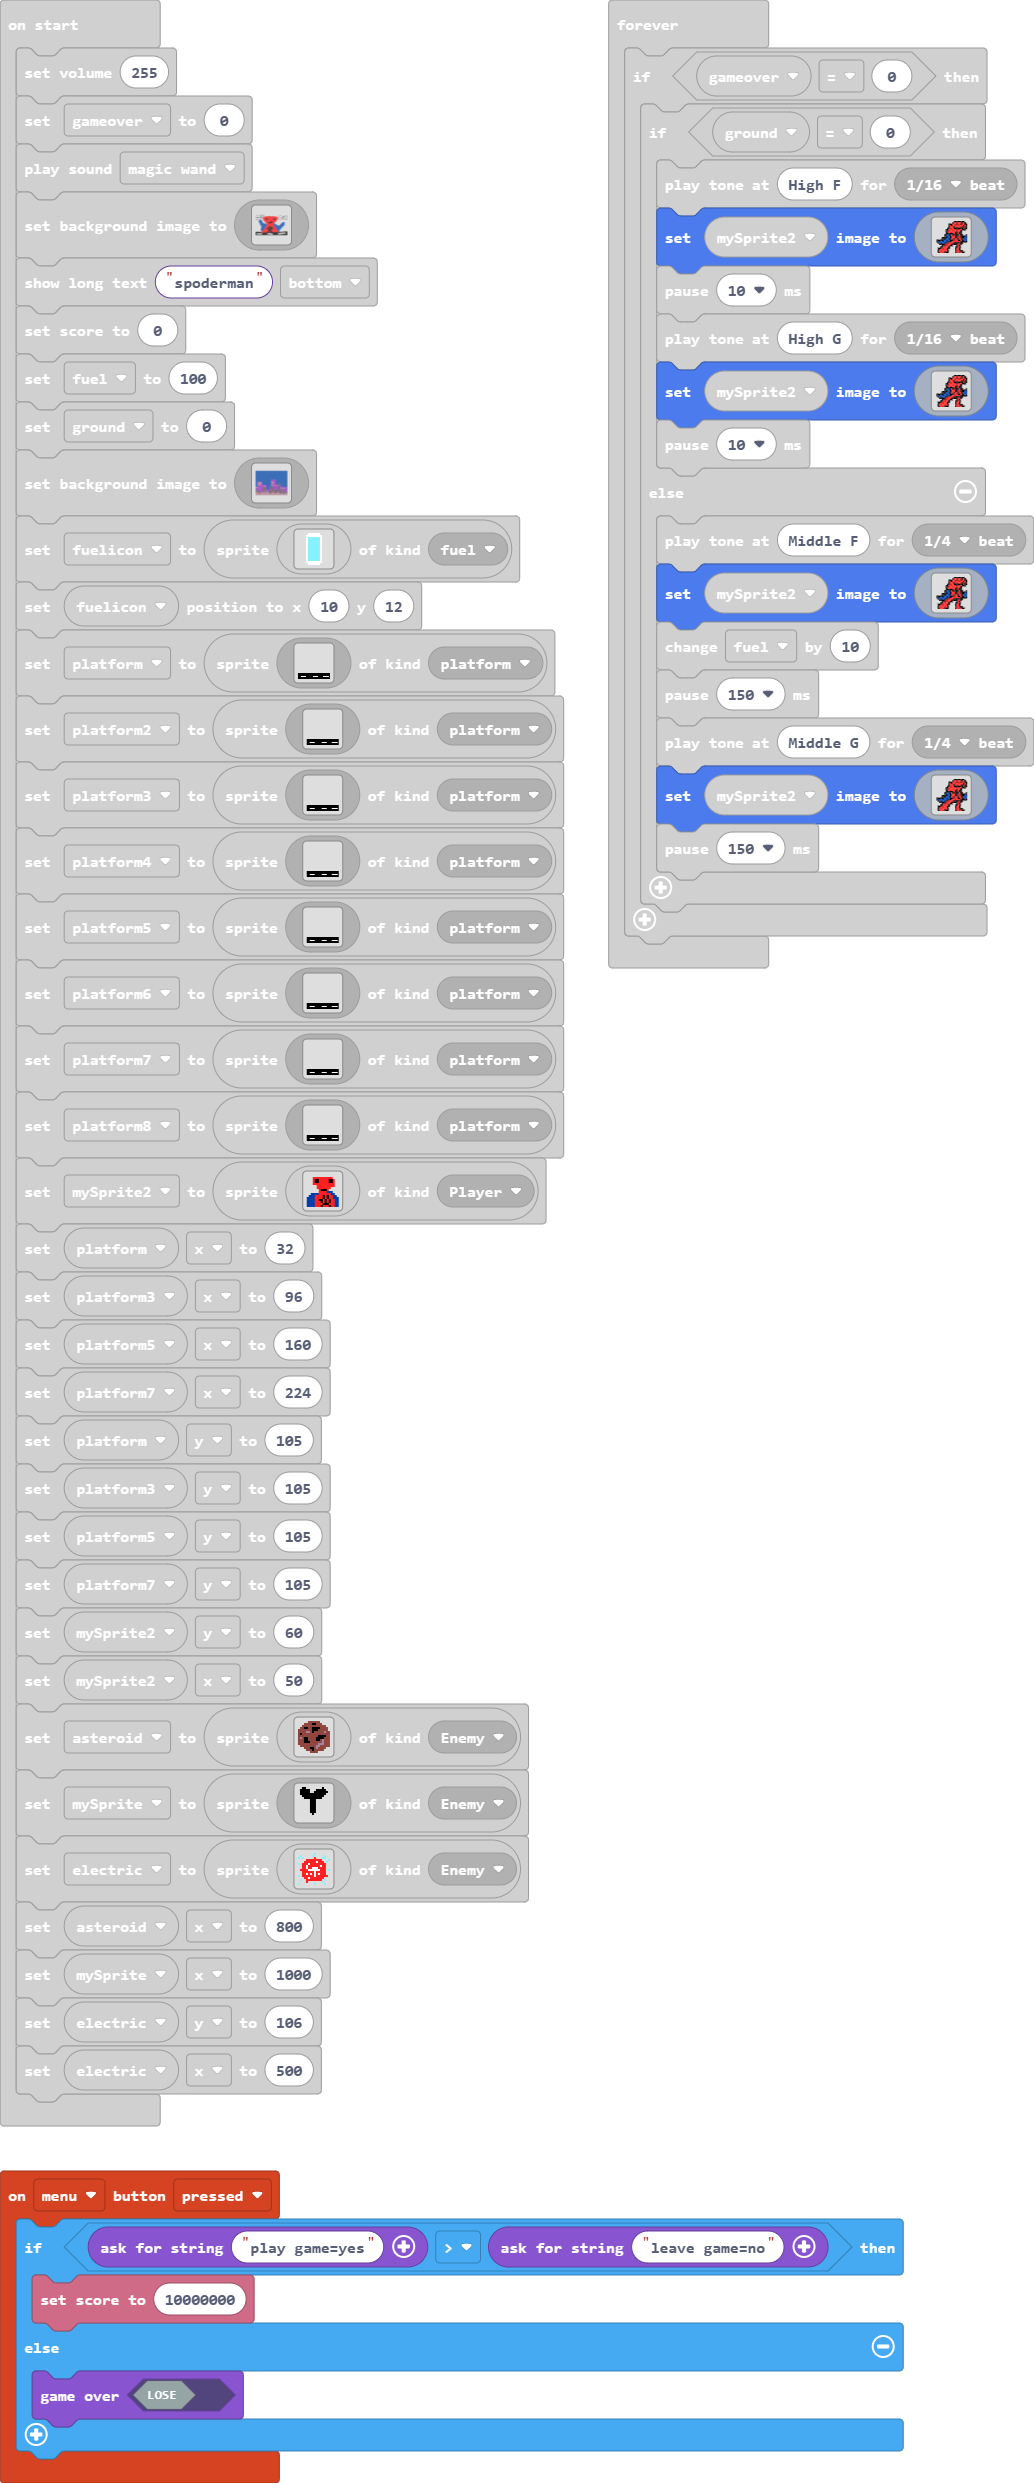 on start
set volume 255
set gameover to 0
play sound magic wand
set background image to
show long text "spoderman" bottom
set score to 0
set fuel to 100
set ground to 0
set background image to
set fuelicon to sprite of kind fuel
set fuelicon position to x 10 y 12
set platform to sprite of kind platform
set platform2 to sprite of kind platform
set platform3 to sprite of kind platform
set platform4 to sprite of kind platform
set platform5 to sprite of kind platform
set platform6 to sprite of kind platform
set platform7 to sprite of kind platform
set platform8 to sprite of kind platform
set mySprite2 to sprite of kind Player
set platform x to 32
set platform3 x to 96
set platform5 x to 160
set platform7 x to 224
set platform y to 105
set platform3 y to 105
set platform5 y to 105
set platform7 y to 105
set mySprite2 y to 60
set mySprite2 x to 50
set asteroid to sprite of kind Enemy
set mySprite to sprite of kind Enemy
set electric to sprite of kind Enemy
set asteroid x to 800
set mySprite x to 1000
set electric y to 106
set electric x to 500
forever
if gameover = 0 then
if ground = 0 then
play tone at High F for 1/16 beat
set mySprite2 image to
pause 10 ms
play tone at High G for 1/16 beat
set mySprite2 image to
pause 10 ms
else
play tone at Middle F for 1/4 beat
set mySprite2 image to
change fuel by 10
pause 150 ms
play tone at Middle G for 1/4 beat
set mySprite2 image to
pause 150 ms
on menu button pressed
if ask for string "play game=yes" > ask for string "leave game=no" then
set score to 10000000
else
game over LOSE